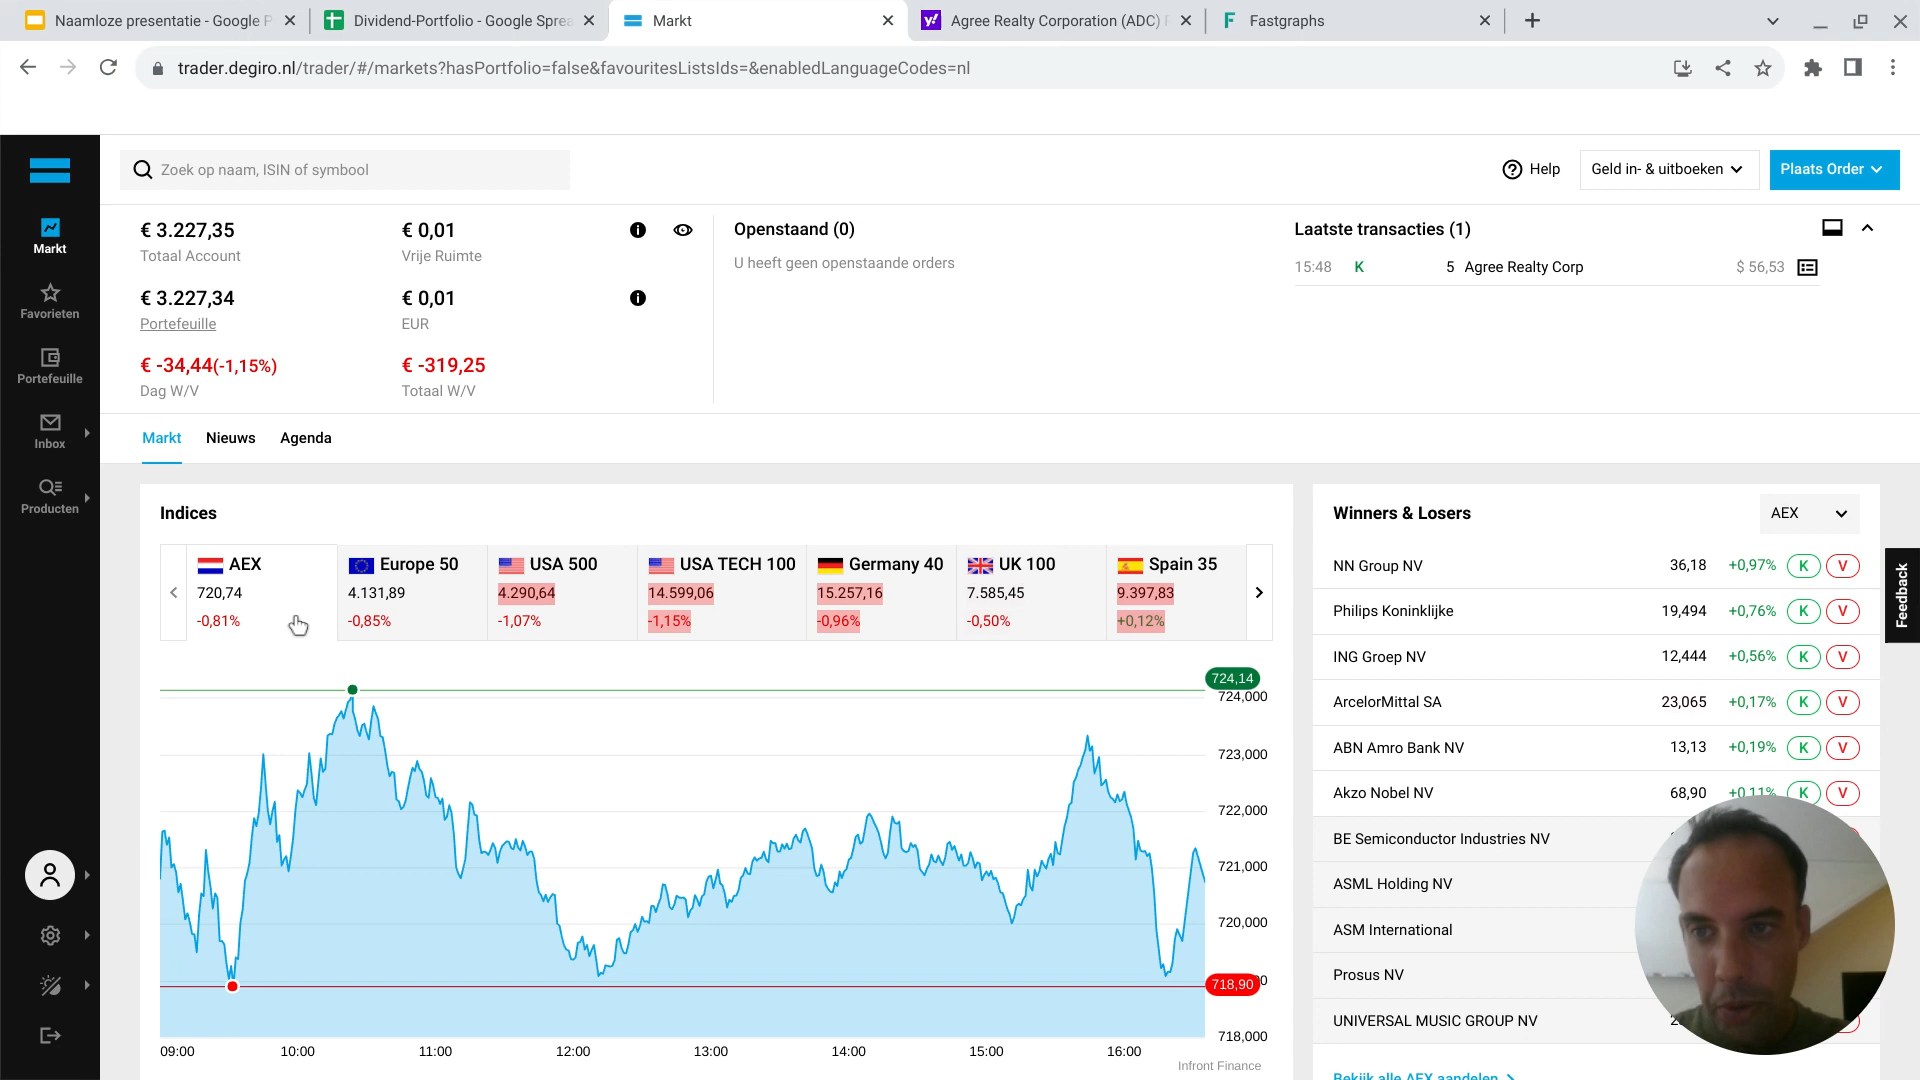 Naamloze presentatie - Google P
Dividend-Portfolio - Google Sprea
Markt
Agree Realty Corporation (ADC)
Fastgraphs
trader.degiro.nl/trader/#/markets?hasPortfolio=false&favouritesListsIds=&enabledLanguageCodes=nl
Zoek op naam, ISIN of symbool
Help
Geld in- & uitboeken
Plaats Order
Markt
Favorieten
Portefeuille
Inbox
Producten
€ 3.227,35
Totaal Account
€ 0,01
Vrije Ruimte
€ 3.227,34
Portefeuille
€ 0,01
EUR
€ -34,44(-1,15%)
Dag W/V
€ -319,25
Totaal W/V
Openstaand (0)
U heeft geen openstaande orders
Laatste transacties (1)
15:48 K 5 Agree Realty Corp $ 56,53
Markt Nieuws Agenda
Indices
AEX
720,74
-0,81%
Europe 50
4.131,89
-0,85%
USA 500
4.290,64
-1,07%
USA TECH 100
14.599,06
-1,15%
Germany 40
15.257,16
-0,96%
UK 100
7.585,45
-0,50%
Spain 35
9.397,83
+0,12%
724,14
724,000
723,000
722,000
721,000
720,000
718,90
718,000
09:00 10:00 11:00 12:00 13:00 14:00 15:00 16:00
Infront Finance
Winners & Losers
AEX
NN Group NV 36,18 +0,97% K V
Philips Koninklijke 19,494 +0,76% K V
ING Groep NV 12,444 +0,56% K V
ArcelorMittal SA 23,065 +0,17% K V
ABN Amro Bank NV 13,13 +0,19% K V
Akzo Nobel NV 68,90 +0,11% K V
BE Semiconductor Industries NV
ASML Holding NV
ASM International
Prosus NV
UNIVERSAL MUSIC GROUP NV
Bekijk alle AEX aandelen
Feedback